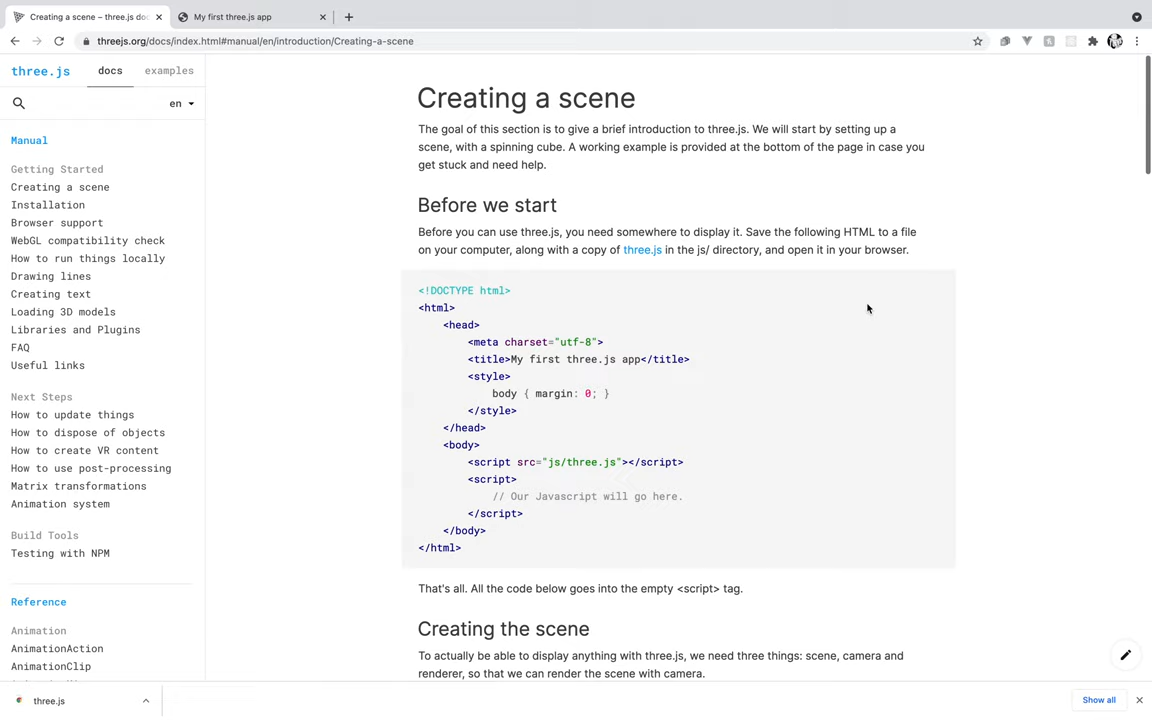 Creating a scene – three.js doc
My first three.js app
threejs.org/docs/index.html#manual/en/introduction/Creating-a-scene
three.js
docs
examples
en
Manual
Getting Started
Creating a scene
Installation
Browser support
WebGL compatibility check
How to run things locally
Drawing lines
Creating text
Loading 3D models
Libraries and Plugins
FAQ
Useful links
Next Steps
How to update things
How to dispose of objects
How to create VR content
How to use post-processing
Matrix transformations
Animation system
Build Tools
Testing with NPM
Reference
Animation
AnimationAction
AnimationClip
Creating a scene
The goal of this section is to give a brief introduction to three.js. We will start by setting up a
scene, with a spinning cube. A working example is provided at the bottom of the page in case you
get stuck and need help.
Before we start
Before you can use three.js, you need somewhere to display it. Save the following HTML to a file
on your computer, along with a copy of three.js in the js/ directory, and open it in your browser.
<!DOCTYPE html>
<html>
<head>
<meta charset="utf-8">
<title>My first three.js app</title>
<style>
body { margin: 0; }
</style>
</head>
<body>
<script src="js/three.js"></script>
<script>
// Our Javascript will go here.
</script>
</body>
</html>
That's all. All the code below goes into the empty <script> tag.
Creating the scene
To actually be able to display anything with three.js, we need three things: scene, camera and
renderer, so that we can render the scene with camera.
three.js
Show all